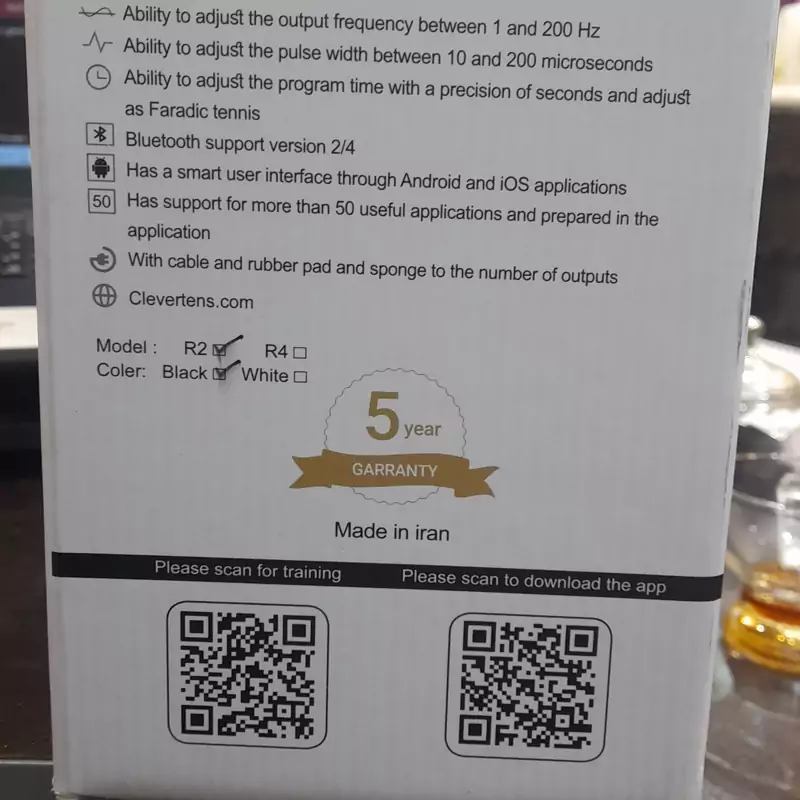 Ability to adjust the output frequency between 1 and 200 Hz
Ability to adjust the pulse width between 10 and 200 microseconds
Ability to adjust the program time with a precision of seconds and adjust
as Faradic tennis
Bluetooth support version 2/4
Has a smart user interface through Android and iOS applications
50 Has support for more than 50 useful applications and prepared in the
application
With cable and rubber pad and sponge to the number of outputs
Clevertens.com
Model : R2 R4
Coler: Black White
5 year
GARRANTY
Made in iran
Please scan for training
Please scan to download the app